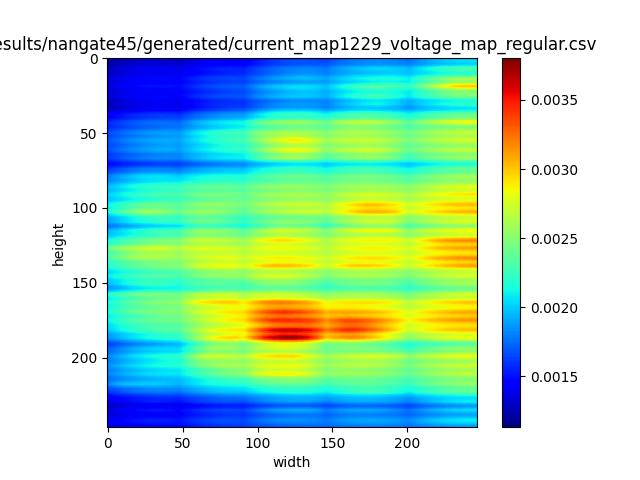 esults/nangate45/generated/current_map1229_voltage_map_regular.csv
0
50
100
150
200
height
0 50 100 150 200
width
0.0035
0.0030
0.0025
0.0020
0.0015